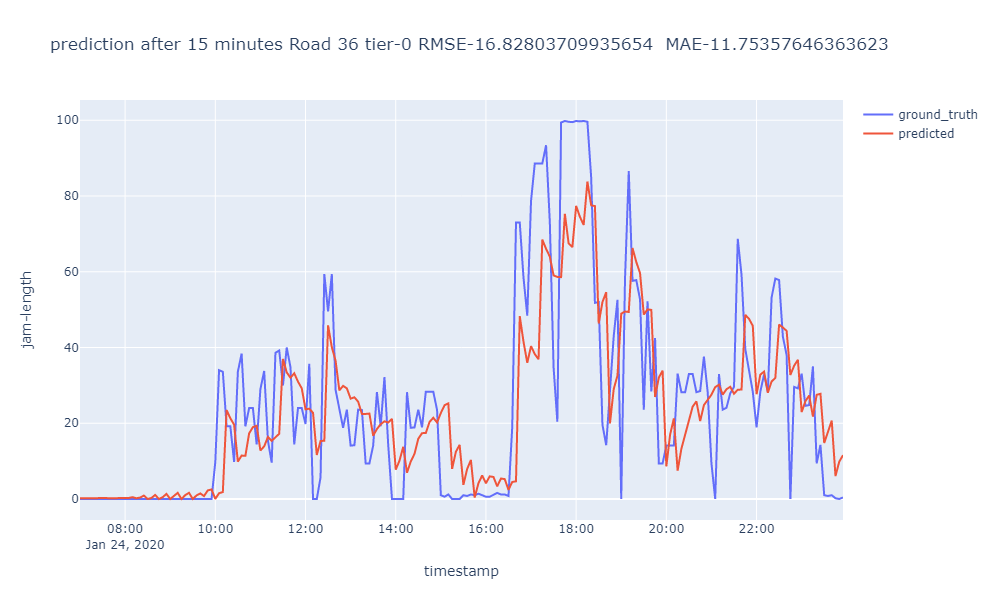 prediction after 15 minutes Road 36 tier-0 RMSE-16.82803709935654  MAE-11.75357646363623
ground_truth
predicted
100
80
60
40
20
0
jam-length
08:00 10:00 12:00 14:00 16:00 18:00 20:00 22:00
Jan 24, 2020
timestamp